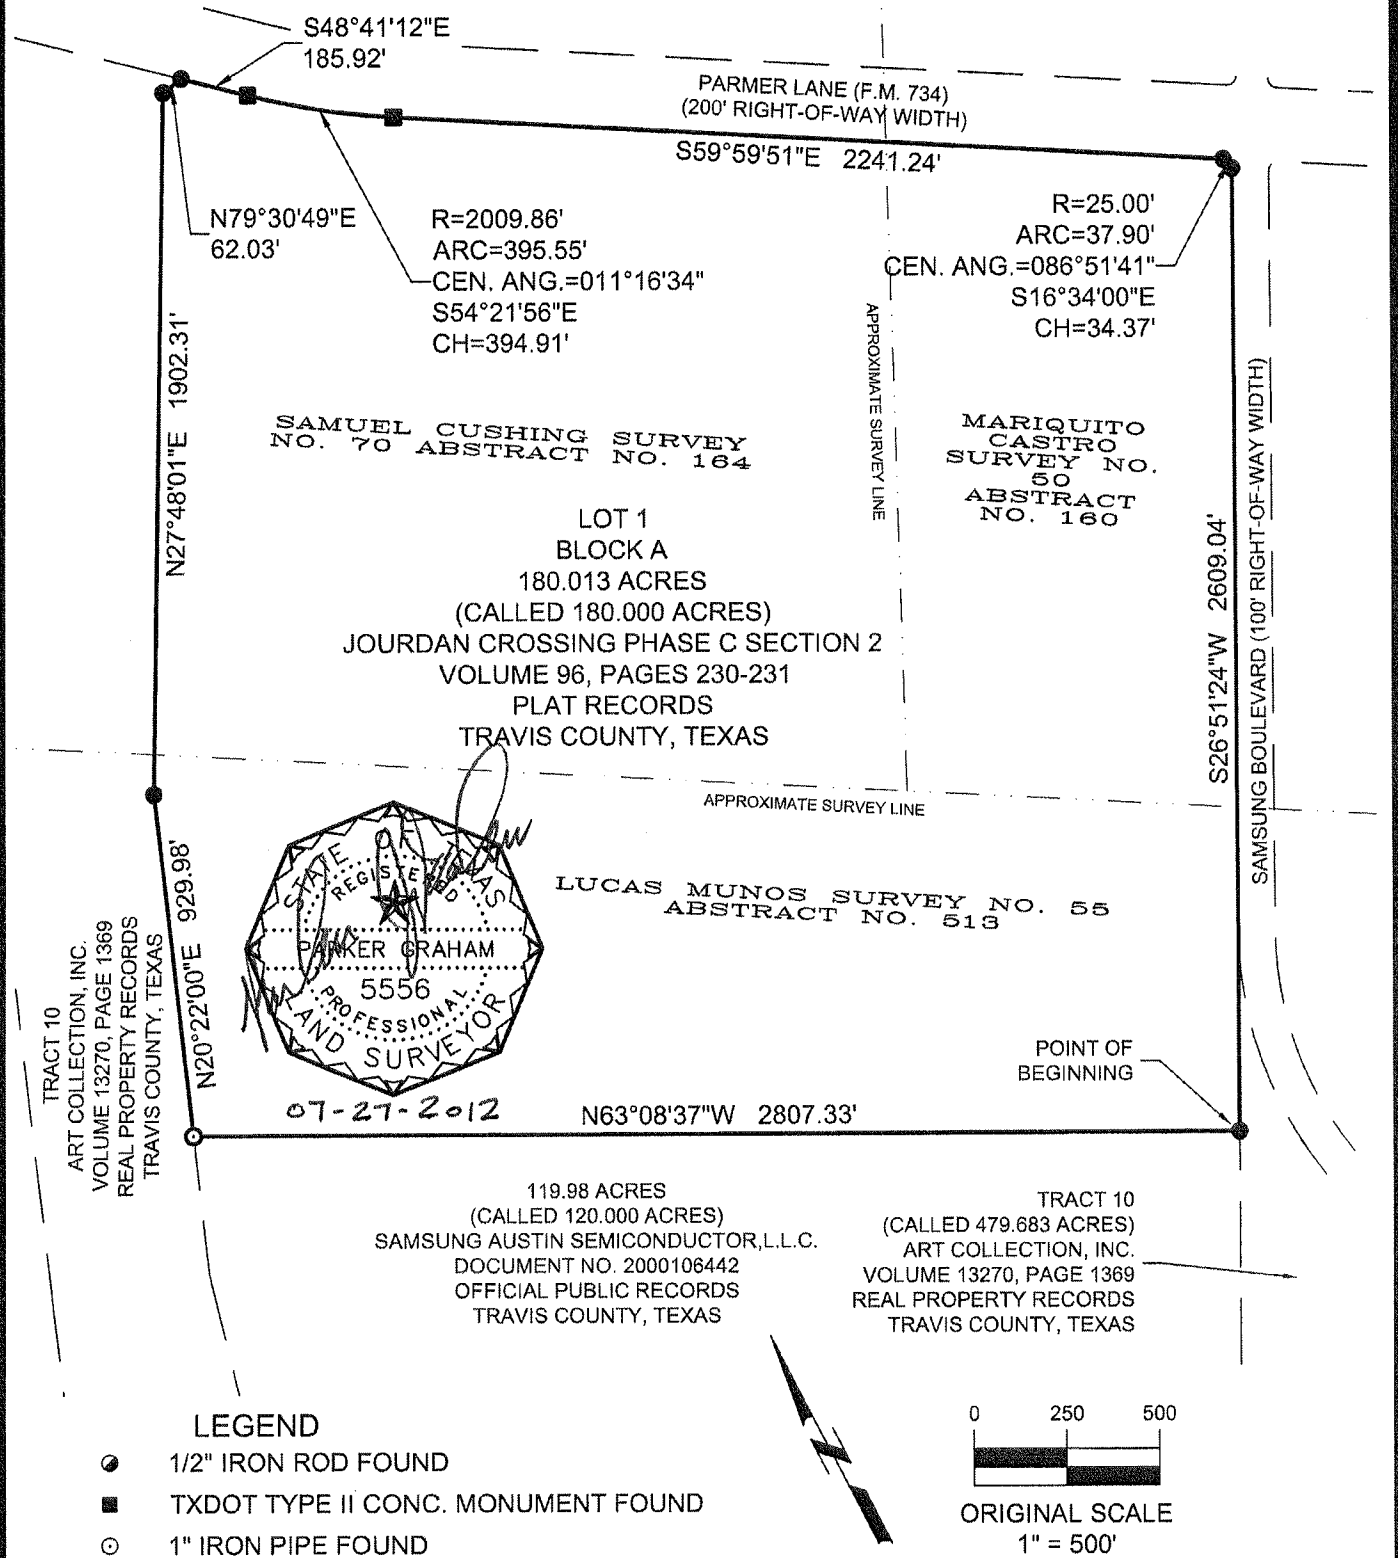 S48°41'12"E
185.92'
PARMER LANE (F.M. 734)
(200' RIGHT-OF-WAY WIDTH)
S59°59'51"E 2241.24'
N79°30'49"E
62.03'
R=2009.86'
ARC=395.55'
CEN. ANG.=011°16'34"
S54°21'56"E
CH=394.91'
R=25.00'
ARC=37.90'
CEN. ANG.=086°51'41"
S16°34'00"E
CH=34.37'
N27°48'01"E 1902.31'
APPROXIMATE SURVEY LINE
SAMUEL CUSHING SURVEY
NO. 70 ABSTRACT NO. 164
MARIQUITO
CASTRO
SURVEY NO.
50
ABSTRACT
NO. 160
S26°51'24"W 2609.04'
SAMSUNG BOULEVARD (100' RIGHT-OF-WAY WIDTH)
LOT 1
BLOCK A
180.013 ACRES
(CALLED 180.000 ACRES)
JOURDAN CROSSING PHASE C SECTION 2
VOLUME 96, PAGES 230-231
PLAT RECORDS
TRAVIS COUNTY, TEXAS
APPROXIMATE SURVEY LINE
LUCAS MUNOS SURVEY NO. 55
ABSTRACT NO. 513
STATE OF TEXAS
REGISTERED
PARKER GRAHAM
5556
PROFESSIONAL
LAND SURVEYOR
07-27-2012
N20°22'00"E 929.98'
TRACT 10
ART COLLECTION, INC.
VOLUME 13270, PAGE 1369
REAL PROPERTY RECORDS
TRAVIS COUNTY, TEXAS
POINT OF
BEGINNING
N63°08'37"W 2807.33'
119.98 ACRES
(CALLED 120.000 ACRES)
SAMSUNG AUSTIN SEMICONDUCTOR,L.L.C.
DOCUMENT NO. 2000106442
OFFICIAL PUBLIC RECORDS
TRAVIS COUNTY, TEXAS
TRACT 10
(CALLED 479.683 ACRES)
ART COLLECTION, INC.
VOLUME 13270, PAGE 1369
REAL PROPERTY RECORDS
TRAVIS COUNTY, TEXAS
LEGEND
1/2" IRON ROD FOUND
TXDOT TYPE II CONC. MONUMENT FOUND
1" IRON PIPE FOUND
0 250 500
ORIGINAL SCALE
1" = 500'